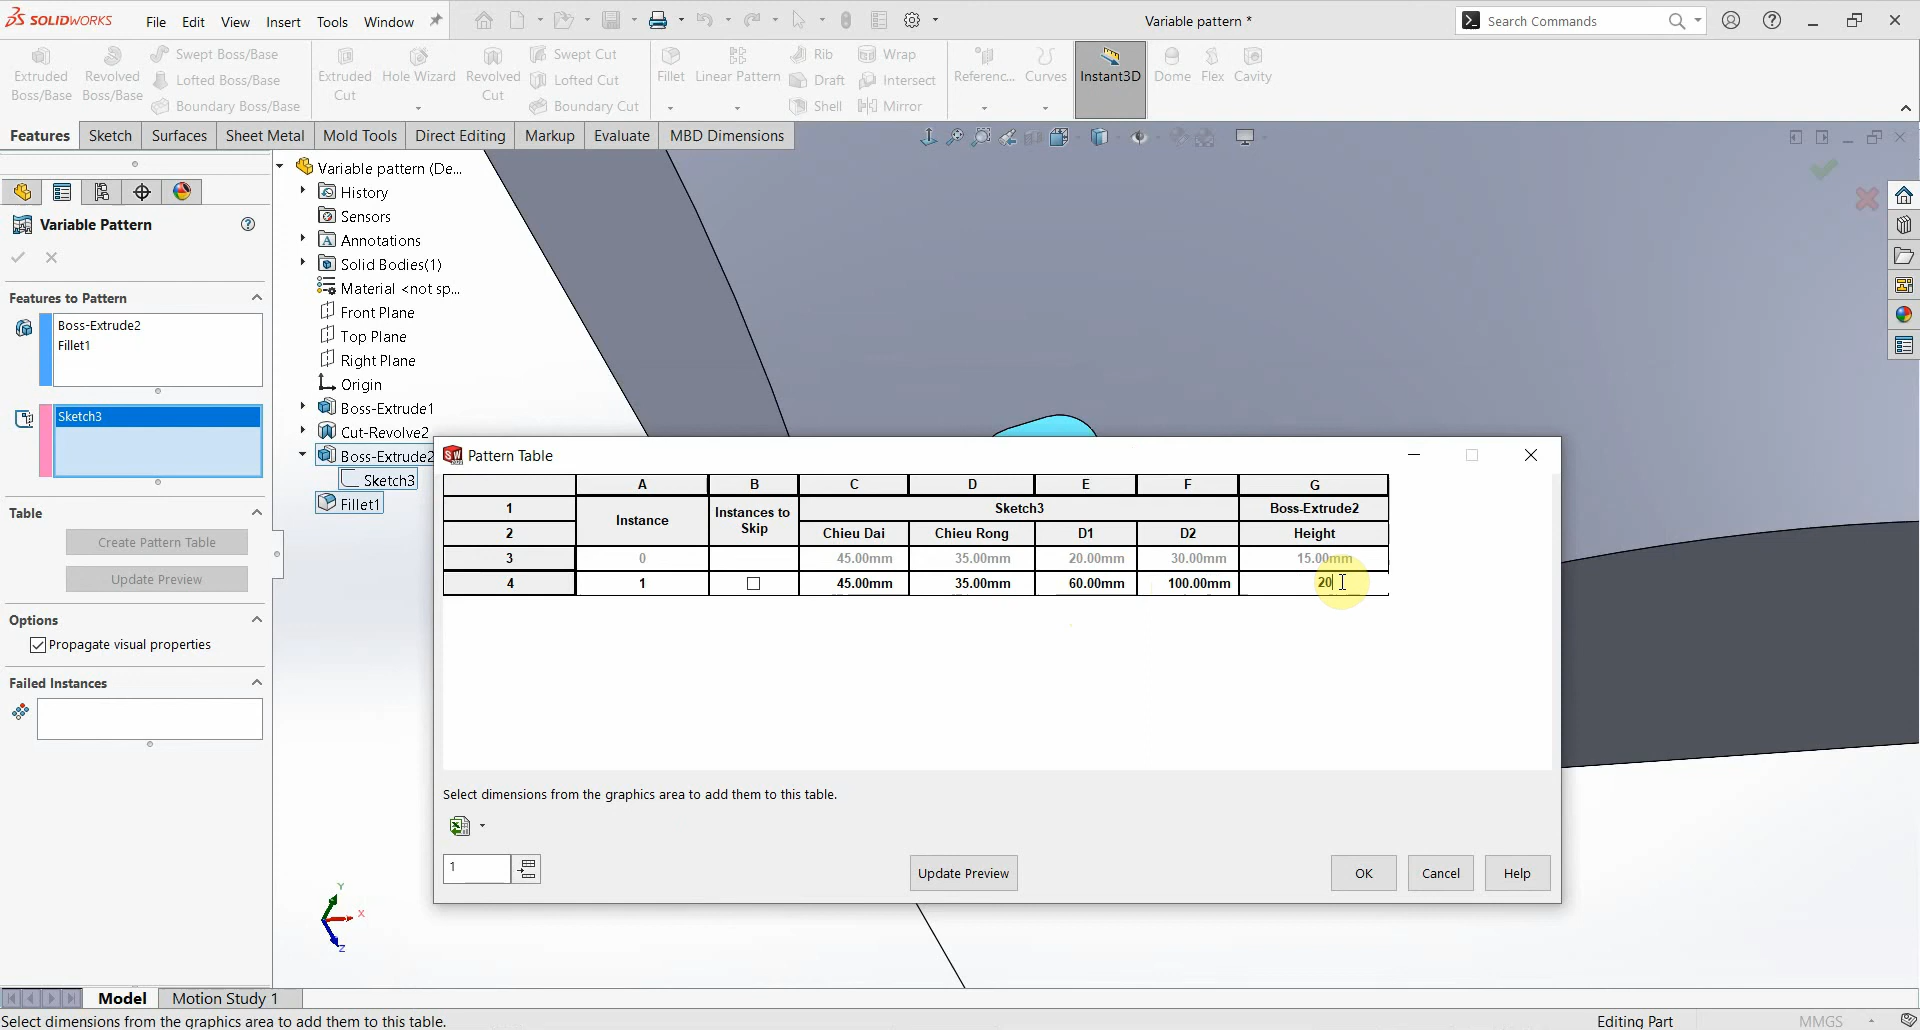 SOLIDWORKS File Edit View Insert Tools Window
Variable pattern *
Search Commands
Extruded Boss/Base
Revolved Boss/Base
Swept Boss/Base
Lofted Boss/Base
Boundary Boss/Base
Extruded Cut
Hole Wizard
Revolved Cut
Swept Cut
Lofted Cut
Boundary Cut
Fillet
Linear Pattern
Rib
Draft
Shell
Wrap
Intersect
Mirror
Referenc...
Curves
Instant3D
Dome
Flex
Cavity
Features Sketch Surfaces Sheet Metal Mold Tools Direct Editing Markup Evaluate MBD Dimensions
Variable Pattern
Features to Pattern
Boss-Extrude2
Fillet1
Sketch3
Table
Create Pattern Table
Update Preview
Options
Propagate visual properties
Failed Instances
Variable pattern (De...
History
Sensors
Annotations
Solid Bodies(1)
Material <not sp...
Front Plane
Top Plane
Right Plane
Origin
Boss-Extrude1
Cut-Revolve2
Boss-Extrude2
Sketch3
Fillet1
Pattern Table
A B C D E F G
1 Instance Instances to Skip Sketch3 Boss-Extrude2
2 Chieu Dai Chieu Rong D1 D2 Height
3 0 45.00mm 35.00mm 20.00mm 30.00mm 15.00mm
4 1 45.00mm 35.00mm 60.00mm 100.00mm 20
Select dimensions from the graphics area to add them to this table.
1
Update Preview OK Cancel Help
Y
X
Z
Model Motion Study 1
Select dimensions from the graphics area to add them to this table.
Editing Part
MMGS